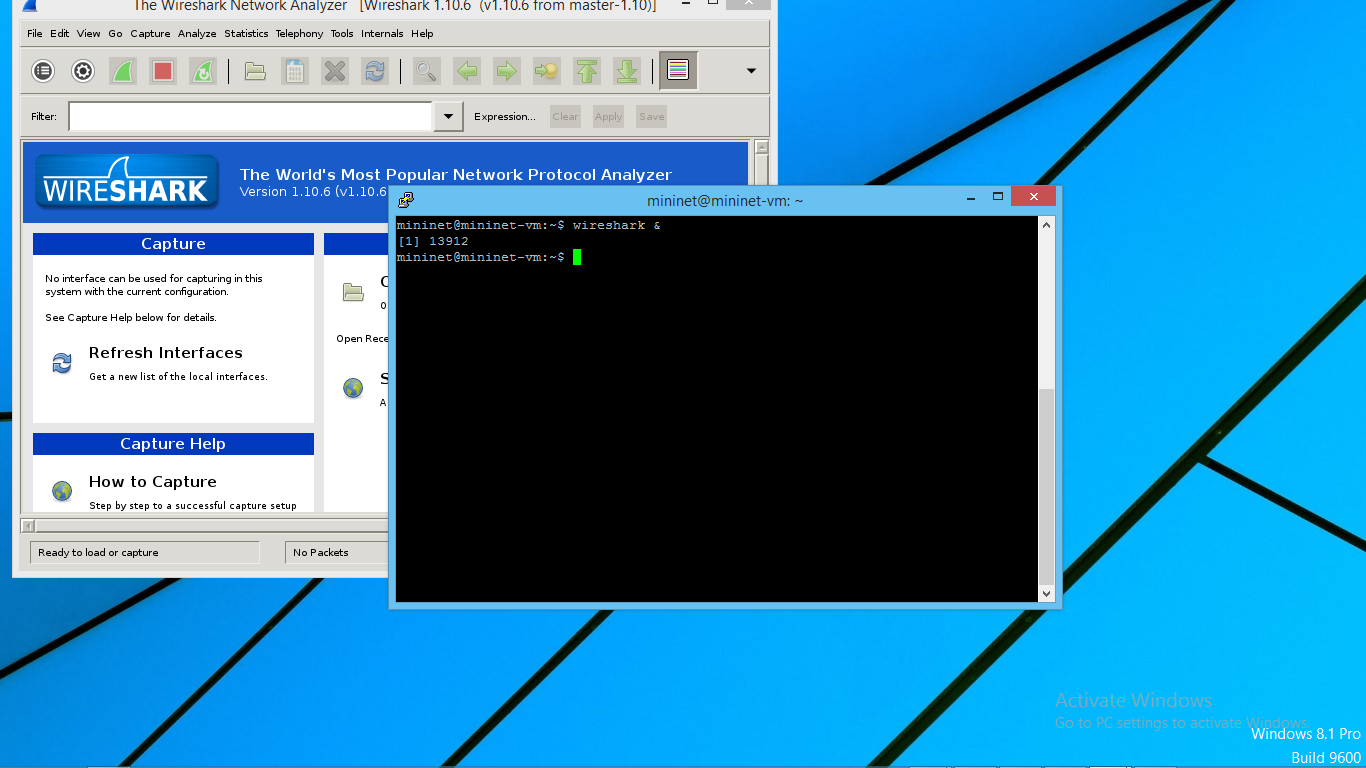 The Wireshark Network Analyzer [Wireshark 1.10.6 (v1.10.6 from master-1.10)]
File Edit View Go Capture Analyze Statistics Telephony Tools Internals Help
Filter:
Expression...
Clear
Apply
Save
WIRESHARK
The World's Most Popular Network Protocol Analyzer
Version 1.10.6 (v1.10.6
Capture
No interface can be used for capturing in this
system with the current configuration.
See Capture Help below for details.
Refresh Interfaces
Get a new list of the local interfaces.
Capture Help
How to Capture
Step by step to a successful capture setup
Open Rece
Ready to load or capture
No Packets
mininet@mininet-vm: ~
mininet@mininet-vm:~$ wireshark &
[1] 13912
mininet@mininet-vm:~$
Activate Windows
Go to PC settings to activate Windows.
Windows 8.1 Pro
Build 9600